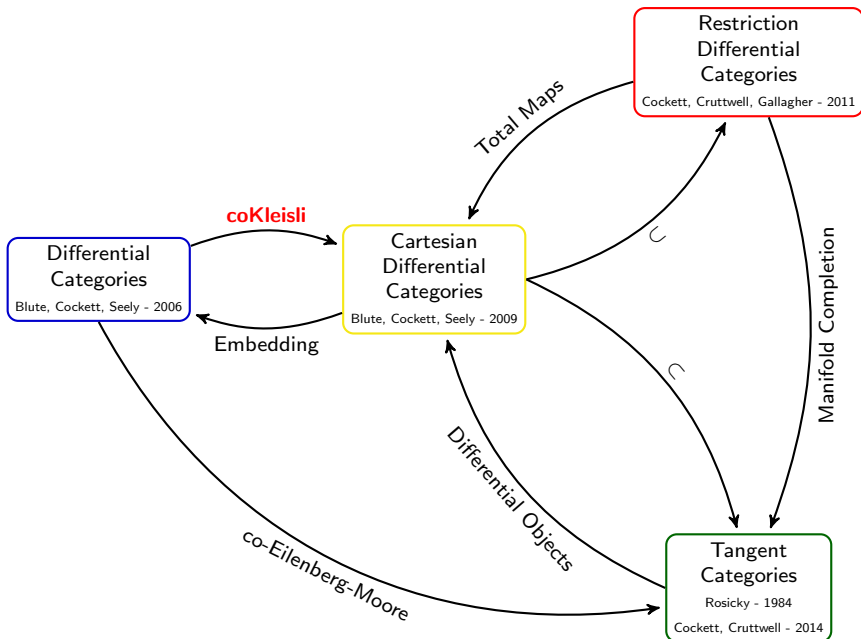 Restriction
Differential
Categories
Cockett, Cruttwell, Gallagher - 2011
Total Maps
coKleisli
⊂
Cartesian
Differential
Categories
Blute, Cockett, Seely - 2009
Differential
Categories
Blute, Cockett, Seely - 2006
Embedding
Manifold Completion
⊂
Differential Objects
co-Eilenberg-Moore
Tangent
Categories
Rosicky - 1984
Cockett, Cruttwell - 2014